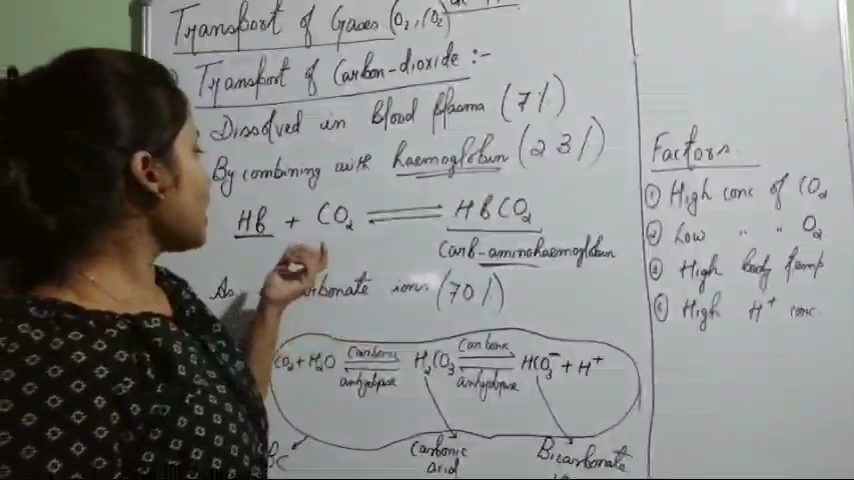 Transport of Gases (O₂, CO₂)
Transport of Carbon-dioxide :-
Dissolved in Blood plasma (7%)
By combining with haemoglobin (23%)
HB + CO₂ ⇌ HBCO₂
Carb-aminohaemoglobin
As carbonate ions (70%)
CO₂ + H₂O ⇌ H₂CO₃ ⇌ HCO₃⁻ + H⁺
Carbonic Carbonic
anhydrase anhydrase
Carbonic
acid
Bicarbonate
Factors
① High conc of CO₂
② Low " " O₂
③ High body temp
④ High H⁺ conc.